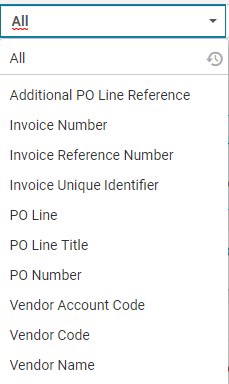 All
All
Additional PO Line Reference
Invoice Number
Invoice Reference Number
Invoice Unique Identifier
PO Line
PO Line Title
PO Number
Vendor Account Code
Vendor Code
Vendor Name